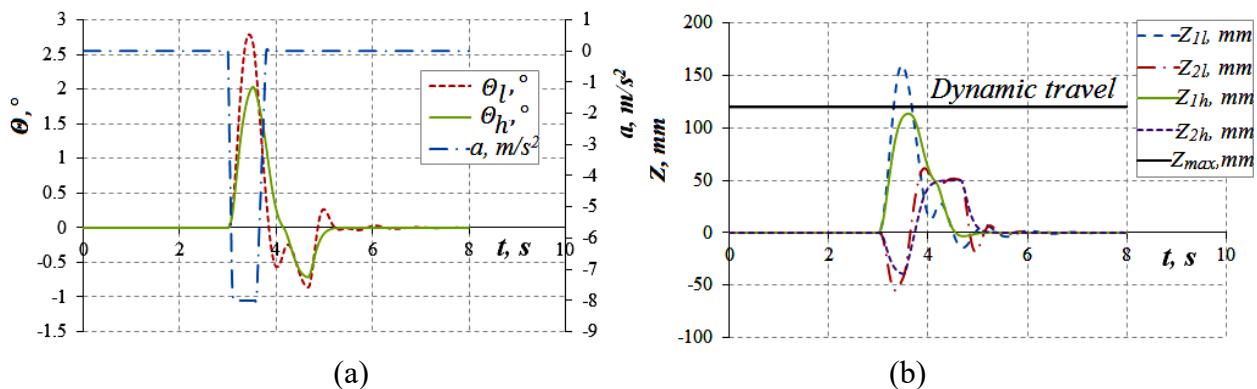 3
2.5
2
1.5
1
0.5
0
-0.5
-1
-1.5
Θ, °
0 2 4 6 8 10
t, s
1
0
-1
-2
-3
-4
-5
-6
-7
-8
-9
a, m/s²
Θl, °
Θh, °
a, m/s²
(a)
150
100
50
0
-50
-100
Z, mm
Dynamic travel
0 2 4 6 8 10
t, s
Z1l, mm
Z2l, mm
Z1h, mm
Z2h, mm
Zmax, mm
(b)